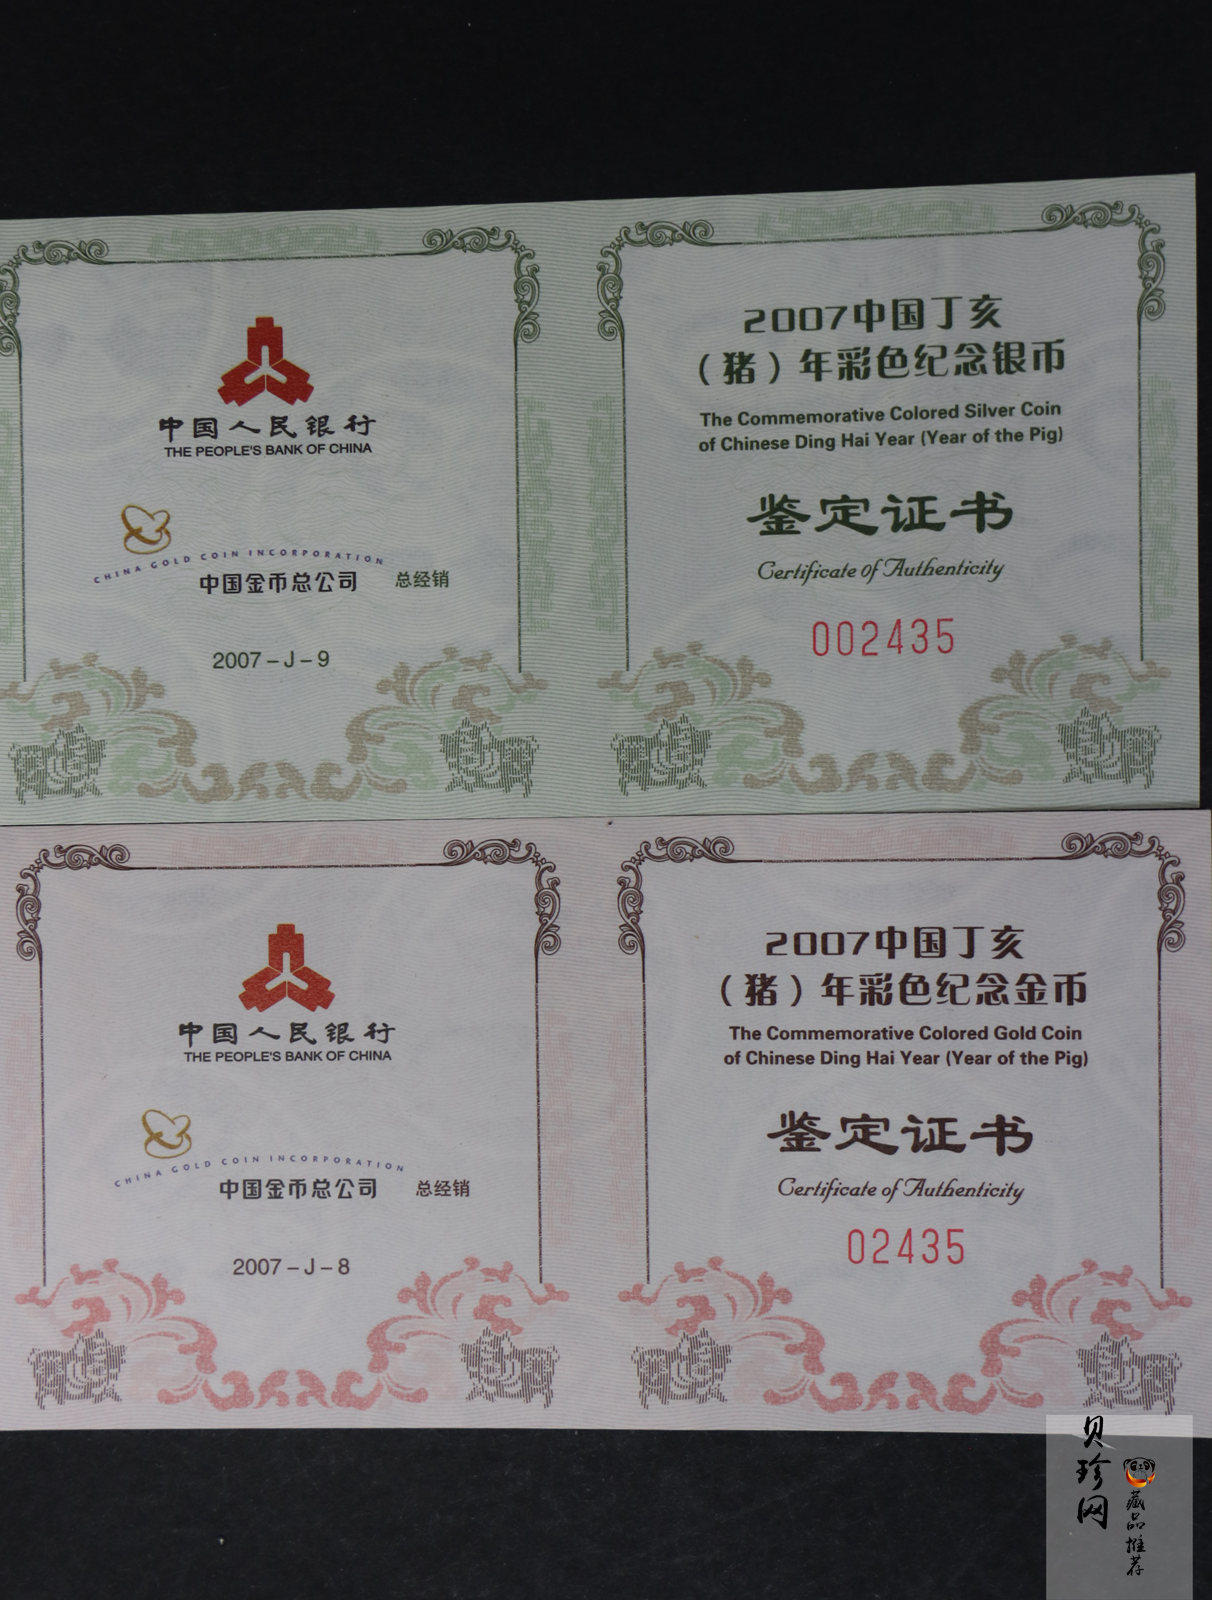 中国人民银行
THE PEOPLE'S BANK OF CHINA
CHINA GOLD COIN INCORPORATION
中国金币总公司 总经销
2007-J-9
2007中国丁亥
（猪）年彩色纪念银币
The Commemorative Colored Silver Coin
of Chinese Ding Hai Year (Year of the Pig)
鉴定证书
Certificate of Authenticity
002435
中国人民银行
THE PEOPLE'S BANK OF CHINA
CHINA GOLD COIN INCORPORATION
中国金币总公司 总经销
2007-J-8
2007中国丁亥
（猪）年彩色纪念金币
The Commemorative Colored Gold Coin
of Chinese Ding Hai Year (Year of the Pig)
鉴定证书
Certificate of Authenticity
02435
贝珍网
藏品推荐